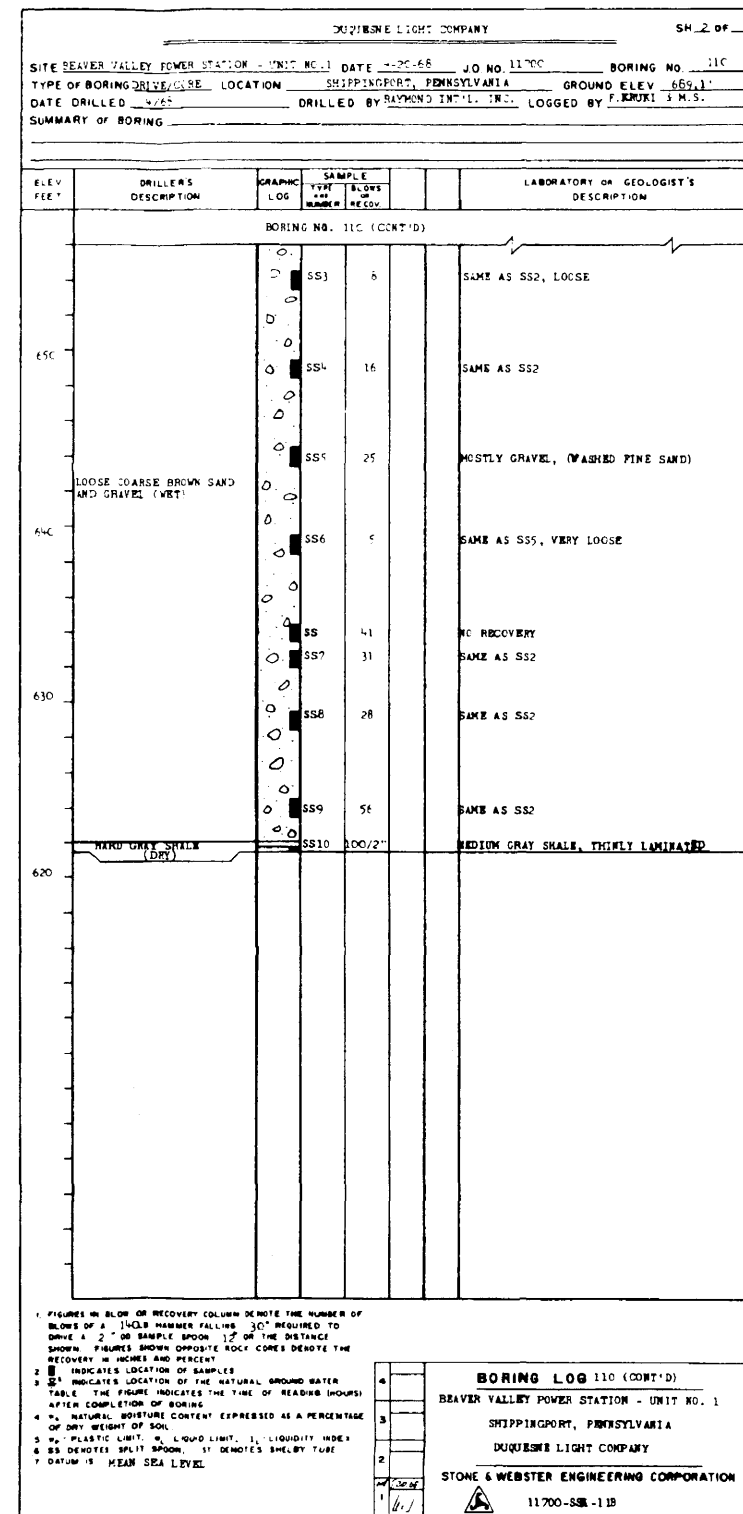 DUQUESNE LIGHT COMPANY
SH 2 OF
SITE BEAVER VALLEY POWER STATION - UNIT NO.1 DATE 4-20-68 J.O NO. 11700 BORING NO. 110
TYPE OF BORING DRIVE/CORE LOCATION SHIPPINGPORT, PENNSYLVANIA GROUND ELEV 689.1'
DATE DRILLED 4/68 DRILLED BY RAYMOND INT'L. INC. LOGGED BY F. KRUKI & M.S.
SUMMARY OF BORING
ELEV FEET
DRILLER'S DESCRIPTION
GRAPHIC LOG
SAMPLE
TYPE AND NUMBER
BLOWS OR RECOV.
LABORATORY OR GEOLOGIST'S DESCRIPTION
BORING NO. 110 (CONT'D)
SS3 8 SAME AS SS2, LOOSE
650
SS4 16 SAME AS SS2
SS5 25 MOSTLY GRAVEL, (WASHED FINE SAND)
LOOSE COARSE BROWN SAND
AND GRAVEL (WET)
640
SS6 5 SAME AS SS5, VERY LOOSE
SS 41 NO RECOVERY
SS7 31 SAME AS SS2
630
SS8 28 SAME AS SS2
SS9 56 SAME AS SS2
HARD GRAY SHALE SS10 100/2" MEDIUM GRAY SHALE, THINLY LAMINATED
(DRY)
620
1. FIGURES IN BLOW OR RECOVERY COLUMN DENOTE THE NUMBER OF
BLOWS OF A 140LB HAMMER FALLING 30" REQUIRED TO
DRIVE A 2" OD SAMPLE SPOON 12" OR THE DISTANCE
SHOWN. FIGURES SHOWN OPPOSITE ROCK CORES DENOTE THE
RECOVERY IN INCHES AND PERCENT
2 INDICATES LOCATION OF SAMPLES
3 INDICATES LOCATION OF THE NATURAL GROUND WATER
TABLE. THE FIGURE INDICATES THE TIME OF READING (HOURS)
AFTER COMPLETION OF BORING
4 NATURAL MOISTURE CONTENT EXPRESSED AS A PERCENTAGE
OF DRY WEIGHT OF SOIL
5 PLASTIC LIMIT, LIQUID LIMIT, LIQUIDITY INDEX
6 SS DENOTES SPLIT SPOON, ST DENOTES SHELBY TUBE
7 DATUM IS MEAN SEA LEVEL
4
3
2
1
BORING LOG 110 (CONT'D)
BEAVER VALLEY POWER STATION - UNIT NO. 1
SHIPPINGPORT, PENNSYLVANIA
DUQUESNE LIGHT COMPANY
STONE & WEBSTER ENGINEERING CORPORATION
11700-SSK-11B